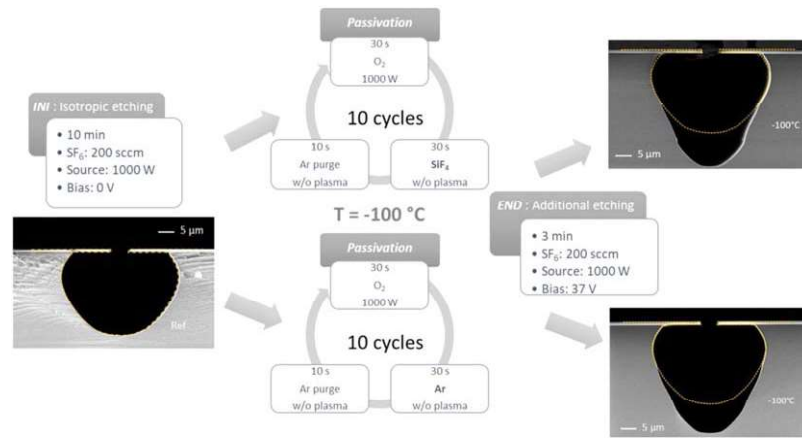 INI : Isotropic etching
• 10 min
• SF₆: 200 sccm
• Source: 1000 W
• Bias: 0 V
5 µm
Ref
Passivation
30 s
O₂
1000 W
10 cycles
10 s
Ar purge
w/o plasma
30 s
SiF₄
w/o plasma
T = -100 °C
Passivation
30 s
O₂
1000 W
10 cycles
10 s
Ar purge
w/o plasma
30 s
Ar
w/o plasma
END : Additional etching
• 3 min
• SF₆: 200 sccm
• Source: 1000 W
• Bias: 37 V
-100°C
5 µm
-100°C
5 µm